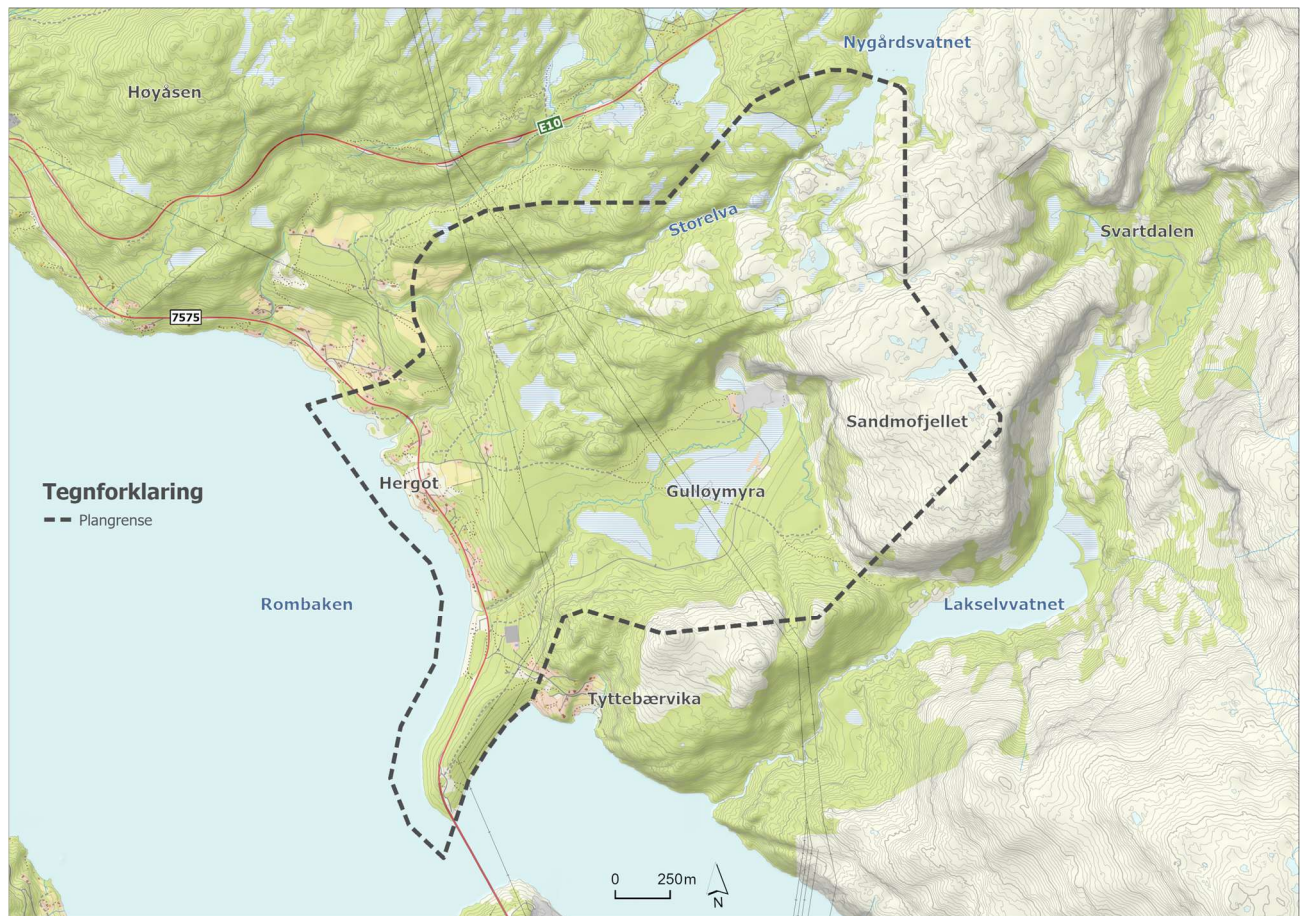 Nygårdsvatnet
Høyåsen
E10
Storelva
Svartdalen
7575
Sandmofjellet
Hergot
Gulløymyra
Tegnforklaring
Plangrense
Rombaken
Lakselvvatnet
Tyttebærvika
0 250m
N